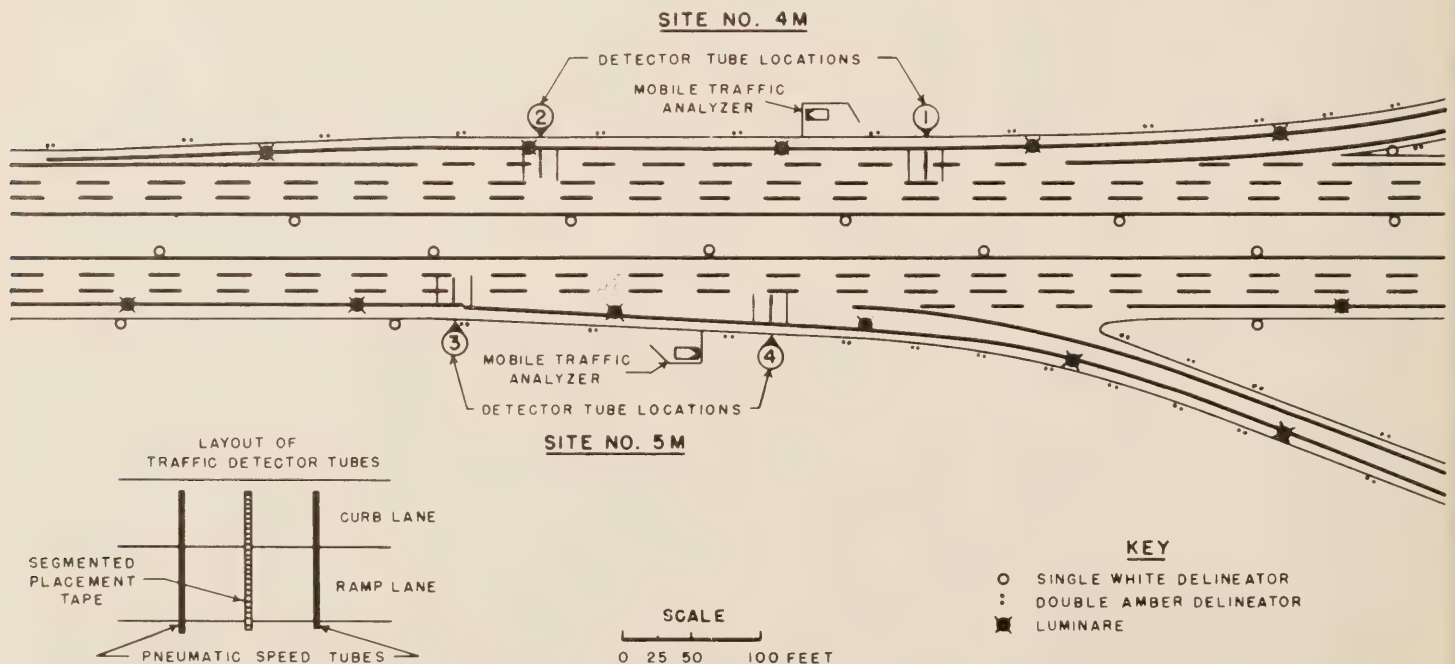 SITE NO. 4M
DETECTOR TUBE LOCATIONS
MOBILE TRAFFIC
ANALYZER
2
1
3
4
MOBILE TRAFFIC
ANALYZER
DETECTOR TUBE LOCATIONS
SITE NO. 5M
LAYOUT OF
TRAFFIC DETECTOR TUBES
CURB LANE
SEGMENTED
PLACEMENT
TAPE
RAMP LANE
PNEUMATIC SPEED TUBES
SCALE
0 25 50 100 FEET
KEY
SINGLE WHITE DELINEATOR
DOUBLE AMBER DELINEATOR
LUMINARE